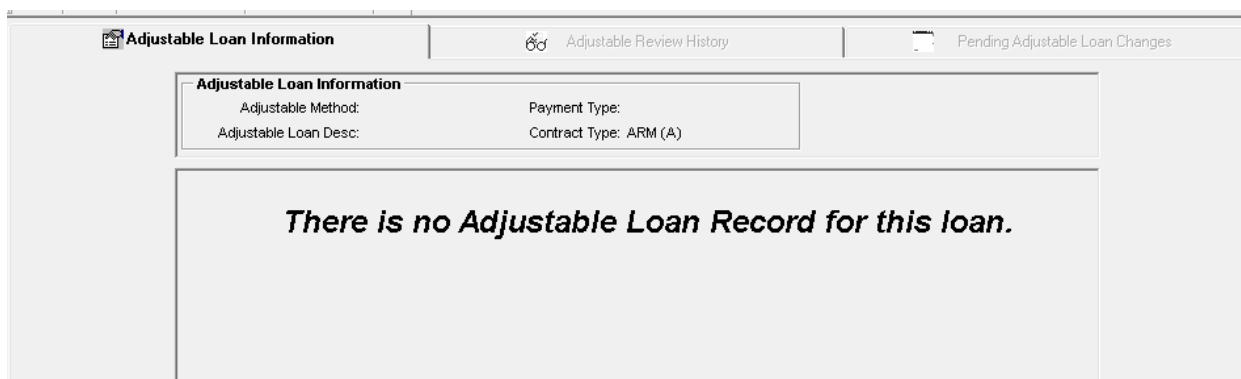 Adjustable Loan Information
Adjustable Review History
Pending Adjustable Loan Changes
Adjustable Loan Information
Adjustable Method:
Payment Type:
Adjustable Loan Desc:
Contract Type: ARM (A)
There is no Adjustable Loan Record for this loan.